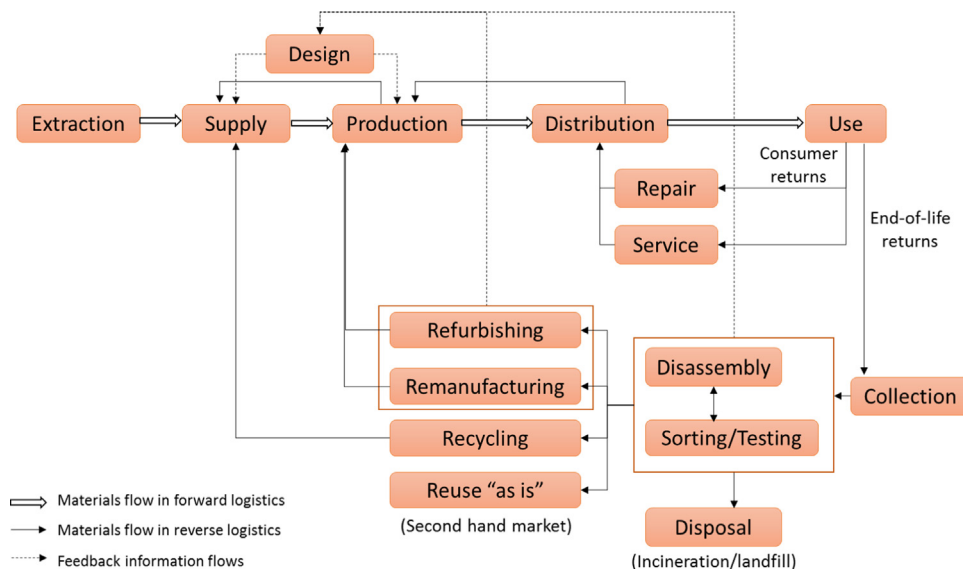 Design
Extraction
Supply
Production
Distribution
Use
Consumer
returns
Repair
Service
End-of-life
returns
Refurbishing
Remanufacturing
Disassembly
Collection
Recycling
Sorting/Testing
Reuse “as is”
(Second hand market)
Disposal
(Incineration/landfill)
Materials flow in forward logistics
Materials flow in reverse logistics
Feedback information flows